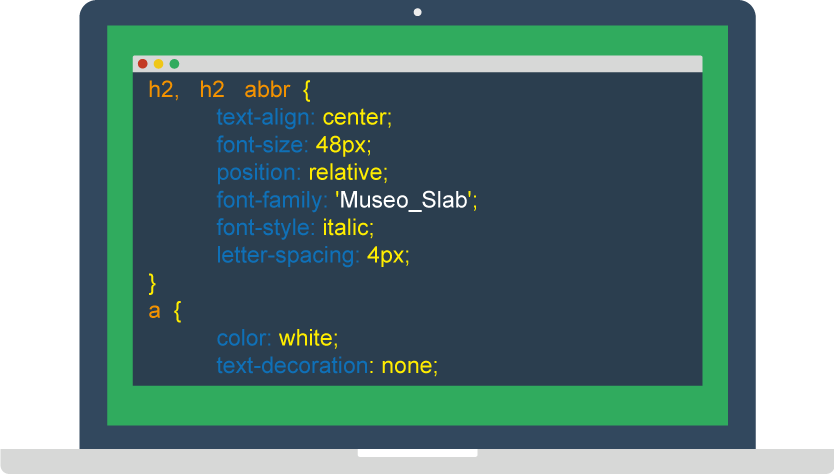 h2, h2 abbr {
text-align: center;
font-size: 48px;
position: relative;
font-family: 'Museo_Slab';
font-style: italic;
letter-spacing: 4px;
}
a {
color: white;
text-decoration: none;